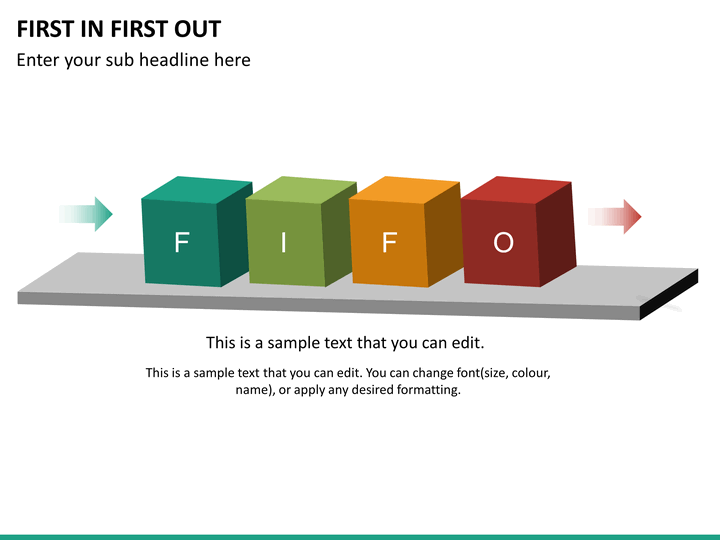 FIRST IN FIRST OUT
Enter your sub headline here
F I F O
This is a sample text that you can edit.
This is a sample text that you can edit. You can change font(size, colour,
name), or apply any desired formatting.